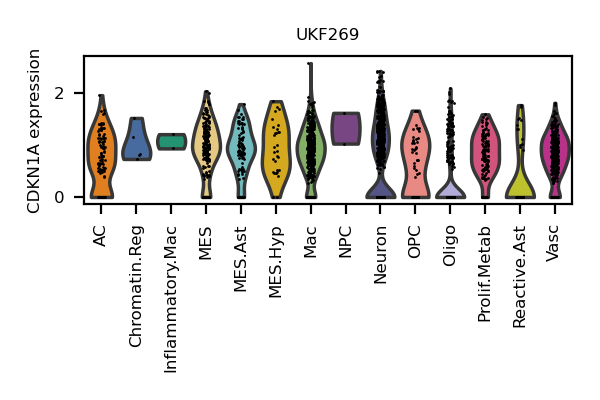 UKF269
CDKN1A expression
2
0
AC
Chromatin.Reg
Inflammatory.Mac
MES
MES.Ast
MES.Hyp
Mac
NPC
Neuron
OPC
Oligo
Prolif.Metab
Reactive.Ast
Vasc